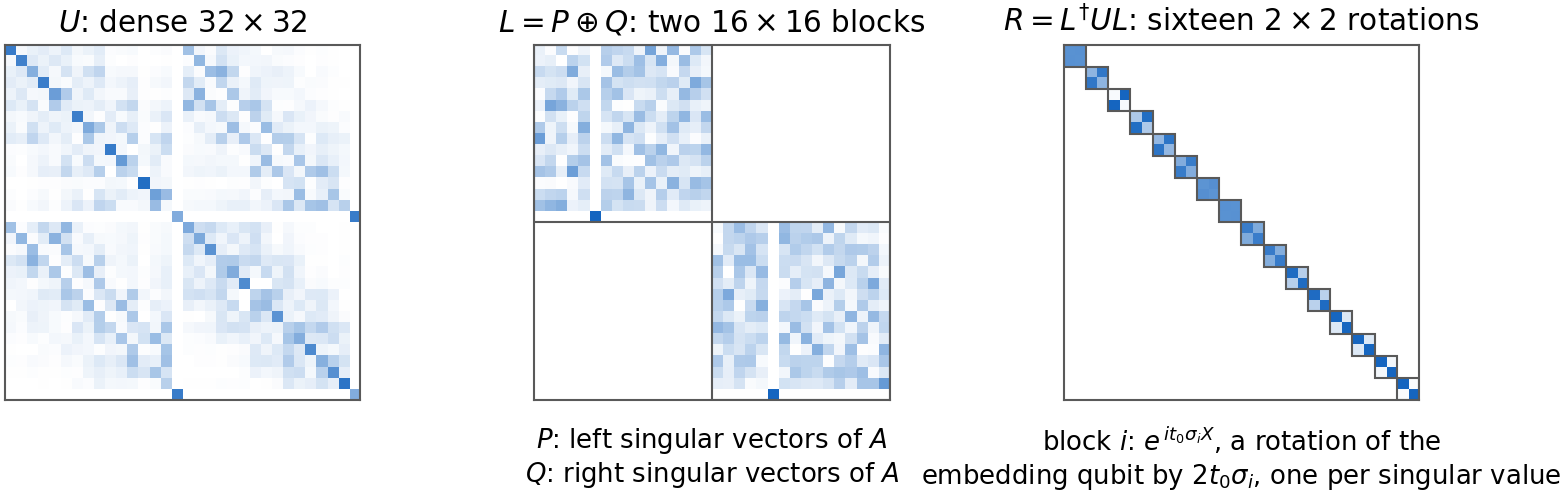 U: dense 32 × 32
L = P ⊕ Q: two 16 × 16 blocks
R = L†UL: sixteen 2 × 2 rotations
P: left singular vectors of A
Q: right singular vectors of A
block i: e^{it₀σᵢX}, a rotation of the
embedding qubit by 2t₀σᵢ, one per singular value